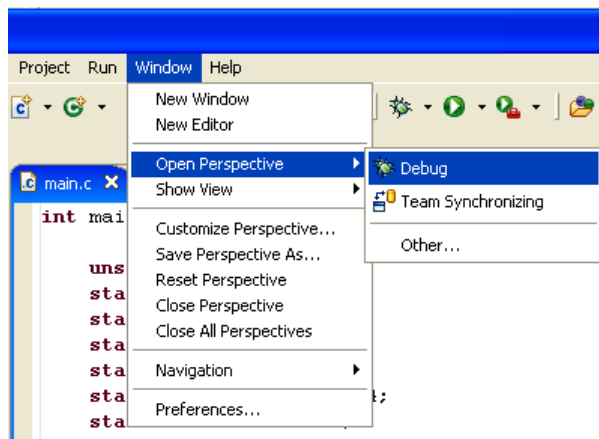 Project Run Window Help
New Window
New Editor
Open Perspective
Show View
Customize Perspective...
Save Perspective As...
Reset Perspective
Close Perspective
Close All Perspectives
Navigation
Preferences...
Debug
Team Synchronizing
Other...
main.c
int mai
uns
sta
sta
sta
sta
sta
sta